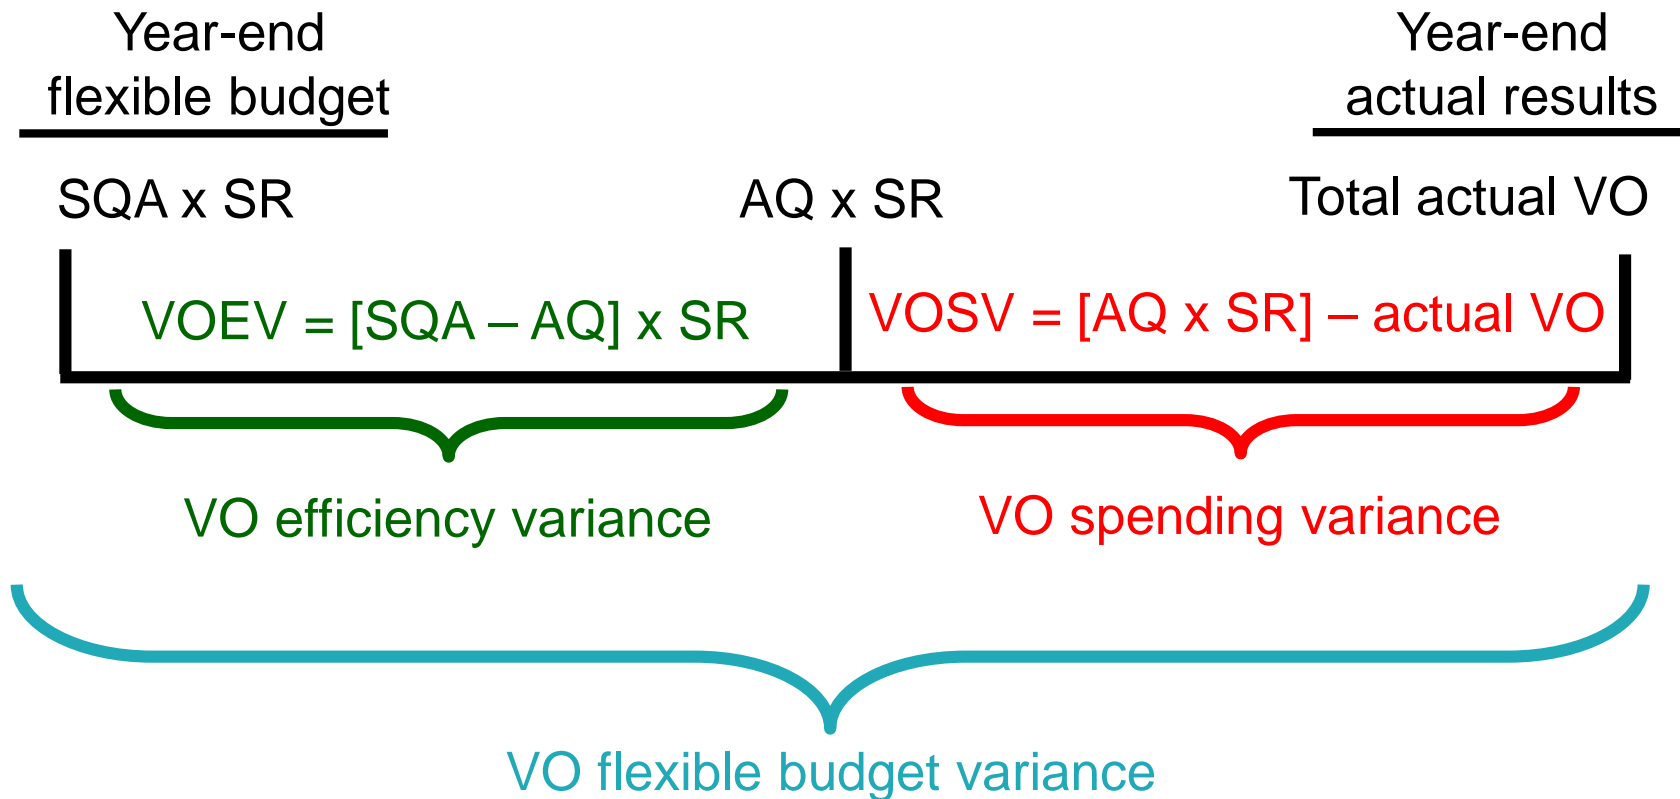 Year-end
flexible budget
Year-end
actual results
SQA x SR
AQ x SR
Total actual VO
VOEV = [SQA – AQ] x SR
VOSV = [AQ x SR] – actual VO
VO efficiency variance
VO spending variance
VO flexible budget variance